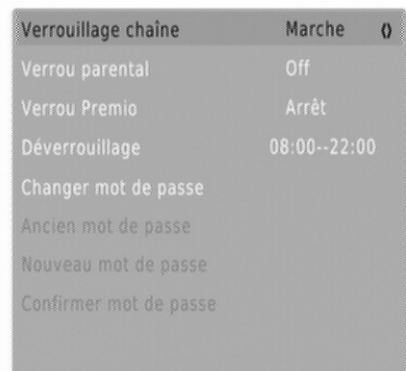 Verrouillage chaîne Marche
Verrou parental Off
Verrou Premio Arrêt
Déverrouillage 08:00--22:00
Changer mot de passe
Ancien mot de passe
Nouveau mot de passe
Confirmer mot de passe